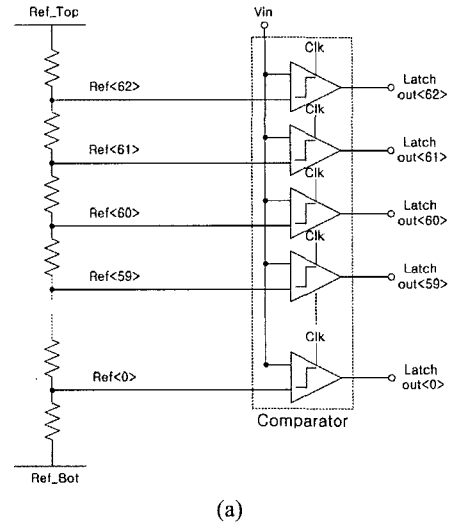 Ref_Top
Vin
Clk
Ref<62>
Latch
out<62>
Clk
Ref<61>
Latch
out<61>
Clk
Ref<60>
Latch
out<60>
Clk
Ref<59>
Latch
out<59>
Clk
Ref<0>
Latch
out<0>
Comparator
Ref_Bot
(a)